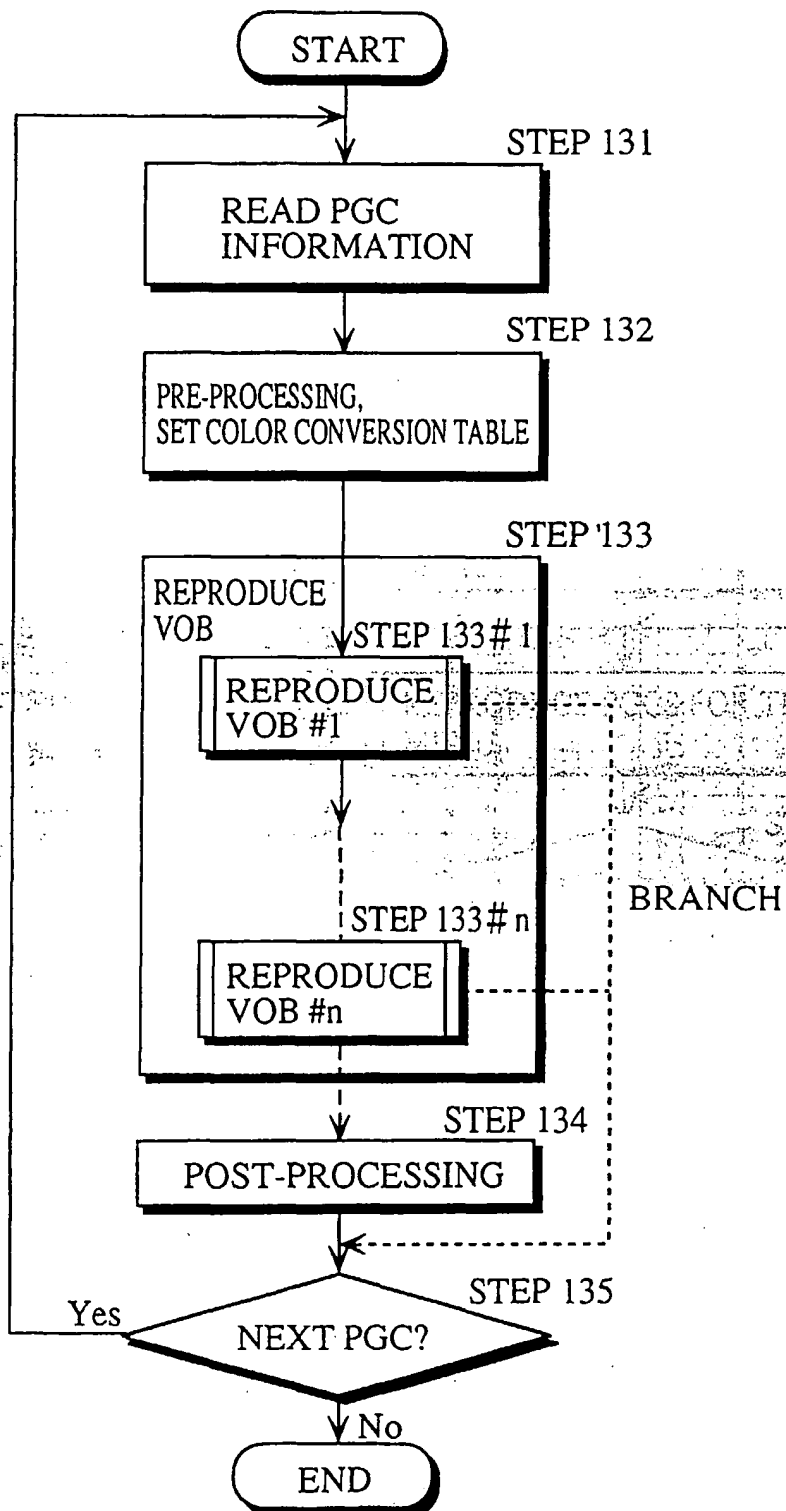 START
STEP 131
READ PGC
INFORMATION
STEP 132
PRE-PROCESSING,
SET COLOR CONVERSION TABLE
STEP 133
REPRODUCE
VOB
STEP 133#1
REPRODUCE
VOB #1
BRANCH
STEP 133#n
REPRODUCE
VOB #n
STEP 134
POST-PROCESSING
STEP 135
Yes
NEXT PGC?
No
END